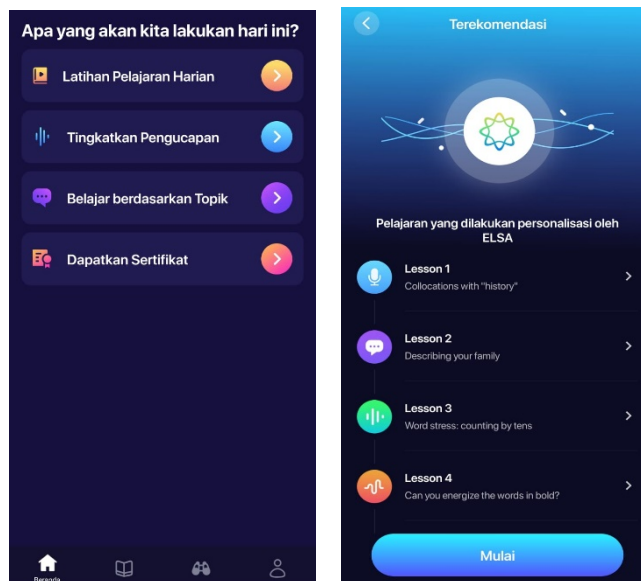 Apa yang akan kita lakukan hari ini?
Latihan Pelajaran Harian
Tingkatkan Pengucapan
Belajar berdasarkan Topik
Dapatkan Sertifikat
Beranda
Terekomendasi
Pelajaran yang dilakukan personalisasi oleh
ELSA
Lesson 1
Collocations with "history"
Lesson 2
Describing your family
Lesson 3
Word stress: counting by tens
Lesson 4
Can you energize the words in bold?
Mulai